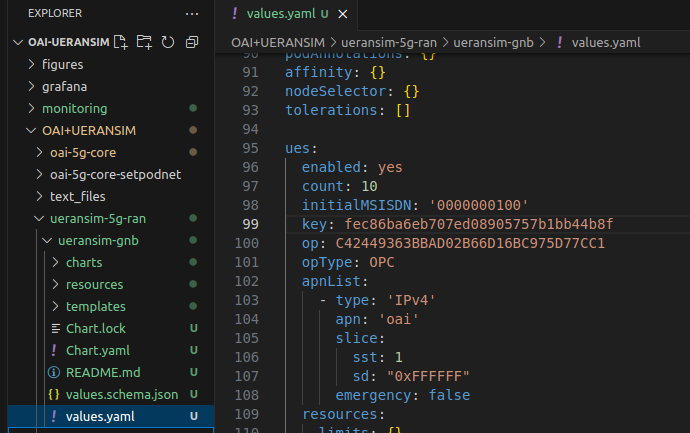 EXPLORER
OAI-UERANSIM
figures
grafana
monitoring
OAI+UERANSIM
oai-5g-core
oai-5g-core-setpodnet
text_files
ueransim-5g-ran
ueransim-gnb
charts
resources
templates
Chart.lock U
! Chart.yaml U
README.md U
{} values.schema.json U
! values.yaml U
! values.yaml U ×
OAI+UERANSIM > ueransim-5g-ran > ueransim-gnb > ! values.yaml
90 podAnnotations: {}
91 affinity: {}
92 nodeSelector: {}
93 tolerations: []
94
95 ues:
96 enabled: yes
97 count: 10
98 initialMSISDN: '0000000100'
99 key: fec86ba6eb707ed08905757b1bb44b8f
100 op: C42449363BBAD02B66D16BC975D77CC1
101 opType: OPC
102 apnList:
103 - type: 'IPv4'
104 apn: 'oai'
105 slice:
106 sst: 1
107 sd: "0xFFFFFF"
108 emergency: false
109 resources:
110 limits: {}